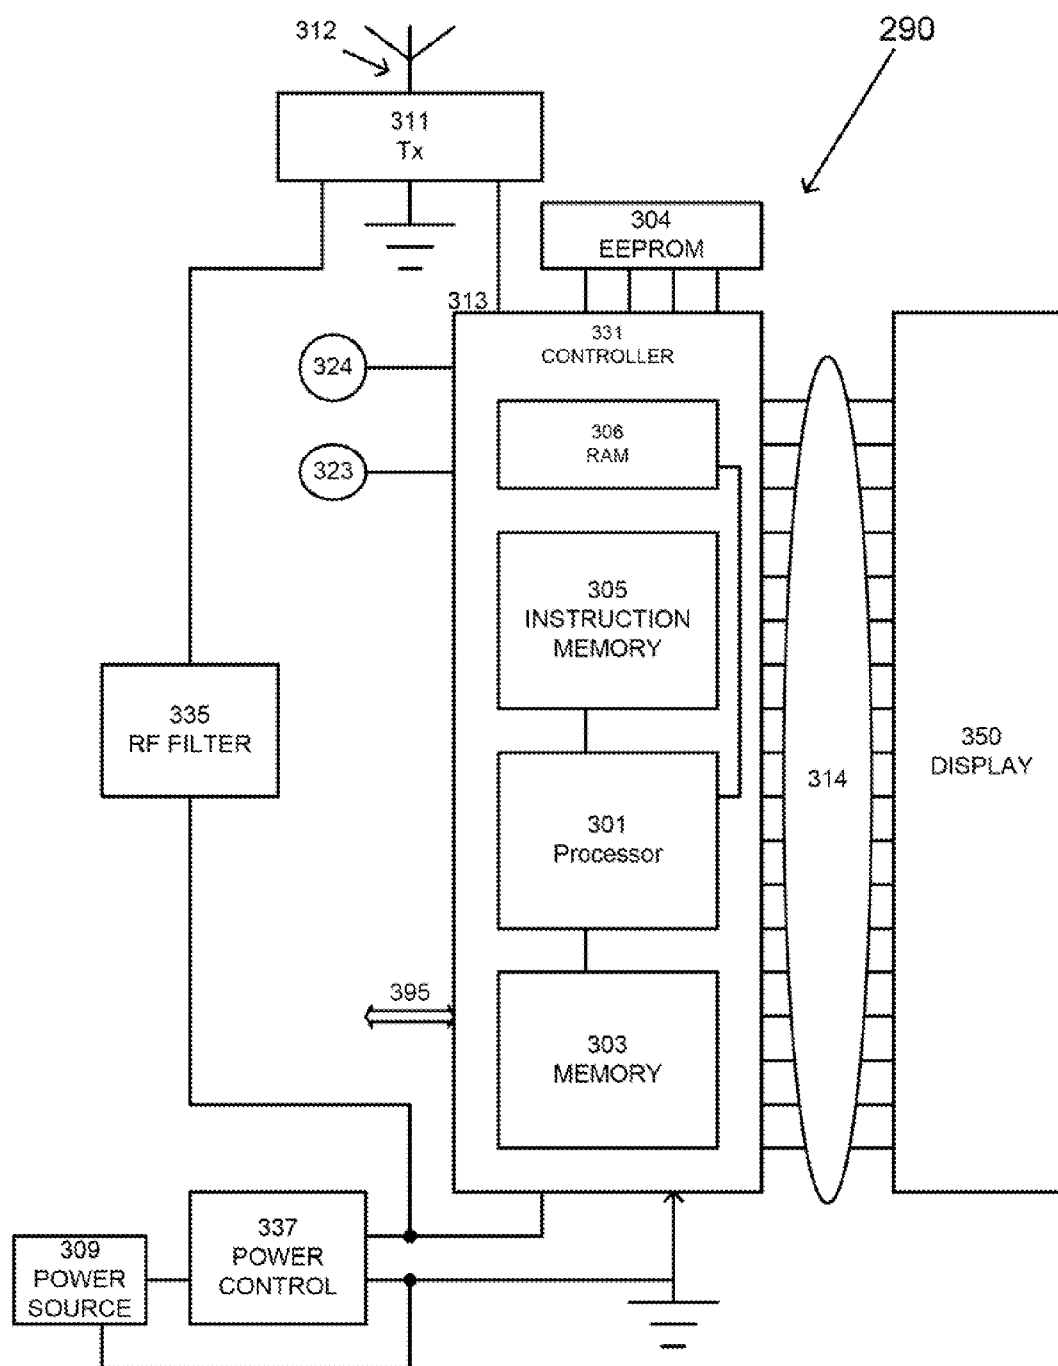 312
290
311
Tx
304
EEPROM
313
331
CONTROLLER
324
306
RAM
323
305
INSTRUCTION
MEMORY
335
RF FILTER
350
DISPLAY
314
301
Processor
395
303
MEMORY
337
POWER
CONTROL
309
POWER
SOURCE